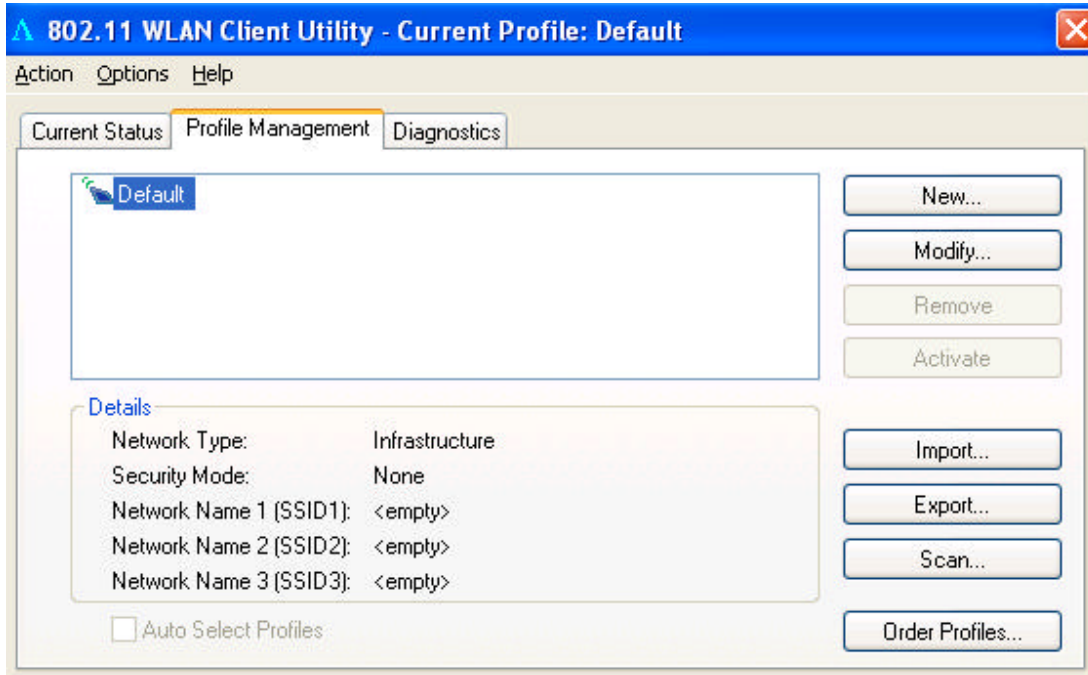 802.11 WLAN Client Utility - Current Profile: Default
Action Options Help
Current Status Profile Management Diagnostics
Default
New...
Modify...
Remove
Activate
Details
Network Type: Infrastructure
Security Mode: None
Network Name 1 (SSID1): <empty>
Network Name 2 (SSID2): <empty>
Network Name 3 (SSID3): <empty>
Import...
Export...
Scan...
Auto Select Profiles
Order Profiles...